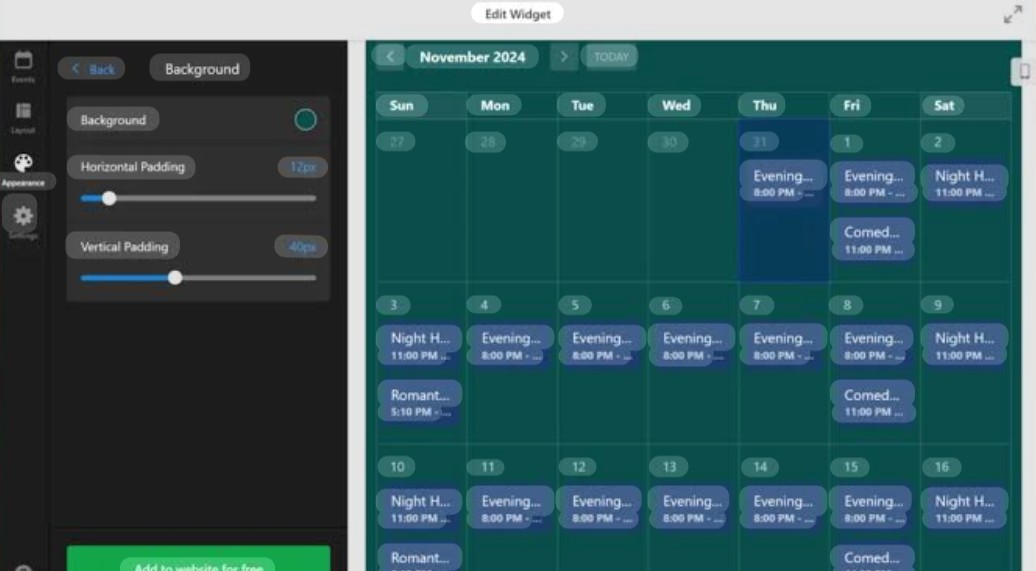 Edit Widget
Events
Layout
Appearance
Settings
Back
Background
Background
Horizontal Padding
12px
Vertical Padding
40px
Add to website for free
November 2024
TODAY
Sun Mon Tue Wed Thu Fri Sat
27 28 29 30 31 1 2
Evening... Evening... Night H...
8:00 PM - ... 8:00 PM - ... 11:00 PM ...
Comed...
11:00 PM ...
3 4 5 6 7 8 9
Night H... Evening... Evening... Evening... Evening... Evening... Night H...
11:00 PM ... 8:00 PM - ... 8:00 PM - ... 8:00 PM - ... 8:00 PM - ... 8:00 PM - ... 11:00 PM ...
Romant... Comed...
5:10 PM - ... 11:00 PM ...
10 11 12 13 14 15 16
Night H... Evening... Evening... Evening... Evening... Evening... Night H...
11:00 PM ... 8:00 PM - ... 8:00 PM - ... 8:00 PM - ... 8:00 PM - ... 8:00 PM - ... 11:00 PM ...
Romant... Comed...